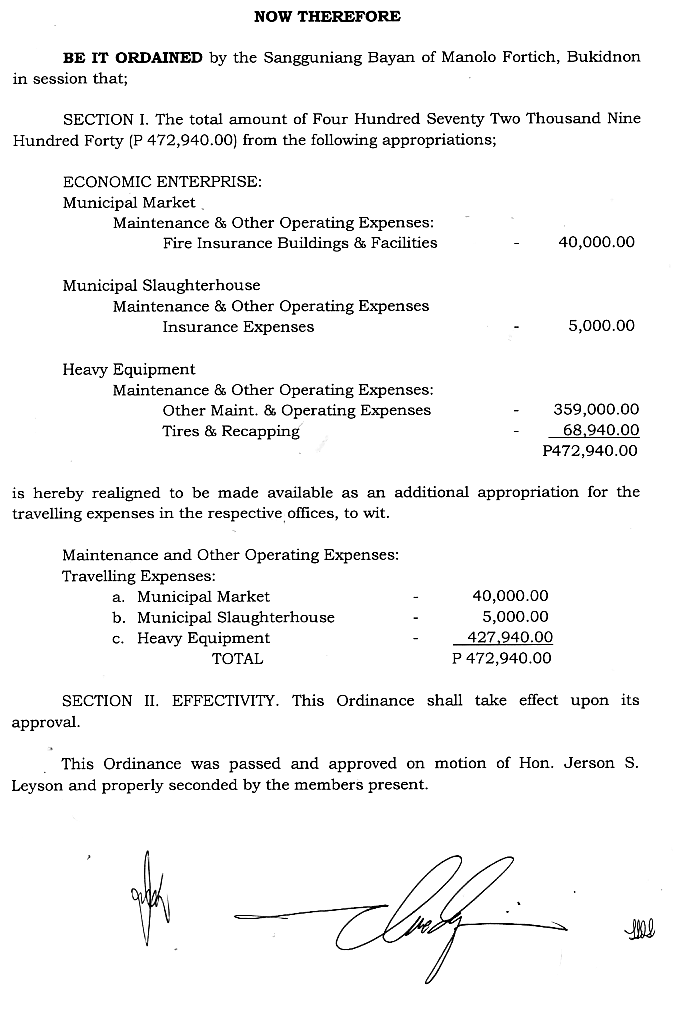 NOW THEREFORE
BE IT ORDAINED by the Sangguniang Bayan of Manolo Fortich, Bukidnon
in session that;
SECTION I. The total amount of Four Hundred Seventy Two Thousand Nine
Hundred Forty (P 472,940.00) from the following appropriations;
ECONOMIC ENTERPRISE:
Municipal Market
Maintenance & Other Operating Expenses:
Fire Insurance Buildings & Facilities - 40,000.00
Municipal Slaughterhouse
Maintenance & Other Operating Expenses
Insurance Expenses - 5,000.00
Heavy Equipment
Maintenance & Other Operating Expenses:
Other Maint. & Operating Expenses - 359,000.00
Tires & Recapping - 68,940.00
P472,940.00
is hereby realigned to be made available as an additional appropriation for the
travelling expenses in the respective offices, to wit.
Maintenance and Other Operating Expenses:
Travelling Expenses:
a. Municipal Market - 40,000.00
b. Municipal Slaughterhouse - 5,000.00
c. Heavy Equipment - 427,940.00
TOTAL P 472,940.00
SECTION II. EFFECTIVITY. This Ordinance shall take effect upon its
approval.
This Ordinance was passed and approved on motion of Hon. Jerson S.
Leyson and properly seconded by the members present.